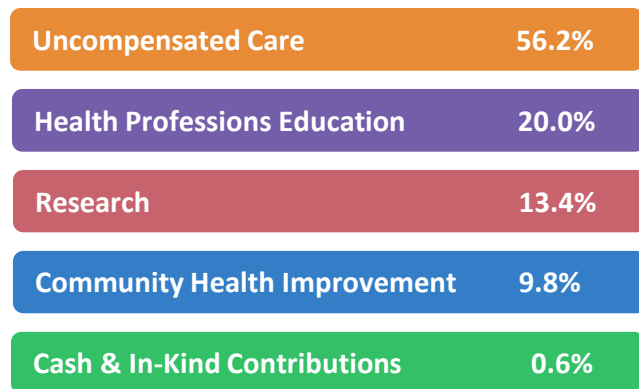 Uncompensated Care 56.2%
Health Professions Education 20.0%
Research 13.4%
Community Health Improvement 9.8%
Cash & In-Kind Contributions 0.6%